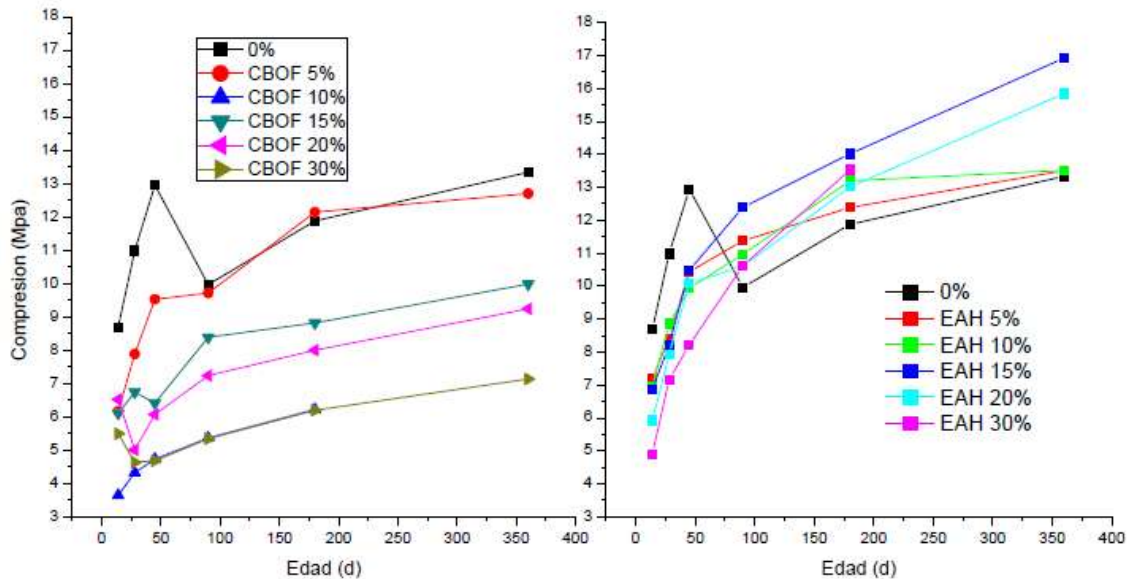 18
17
16
15
14
13
12
11
10
9
8
7
6
5
4
3
Compresion (Mpa)
0%
CBOF 5%
CBOF 10%
CBOF 15%
CBOF 20%
CBOF 30%
0 50 100 150 200 250 300 350 400
Edad (d)
18
17
16
15
14
13
12
11
10
9
8
7
6
5
4
3
0%
EAH 5%
EAH 10%
EAH 15%
EAH 20%
EAH 30%
0 50 100 150 200 250 300 350 400
Edad (d)